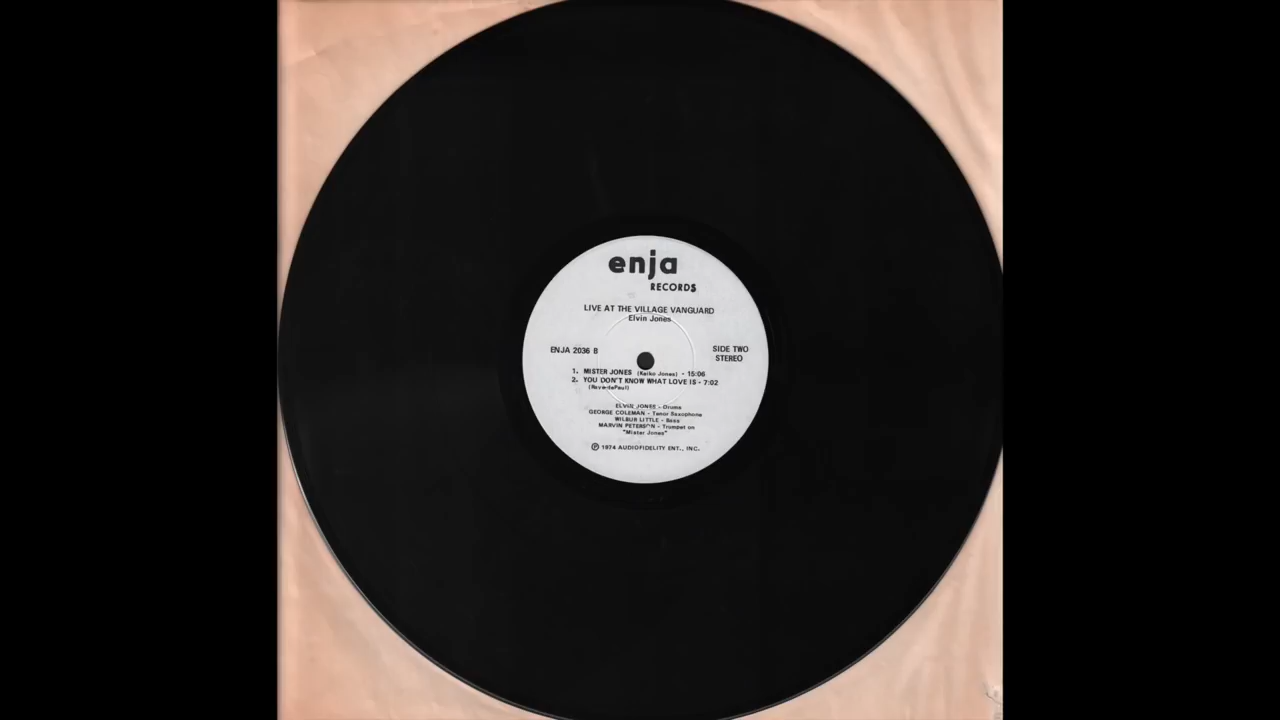 enja
RECORDS
LIVE AT THE VILLAGE VANGUARD
Elvin Jones
ENJA 2036 B
SIDE TWO
STEREO
1. MISTER JONES (Keiko Jones) - 15:06
2. YOU DON'T KNOW WHAT LOVE IS - 7:02
(Raye-dePaul)
ELVIN JONES - Drums
GEORGE COLEMAN - Tenor Saxophone
WILBUR LITTLE - Bass
MARVIN PETERSON - Trumpet on
"Mister Jones"
Ⓟ 1974 AUDIOFIDELITY ENT., INC.